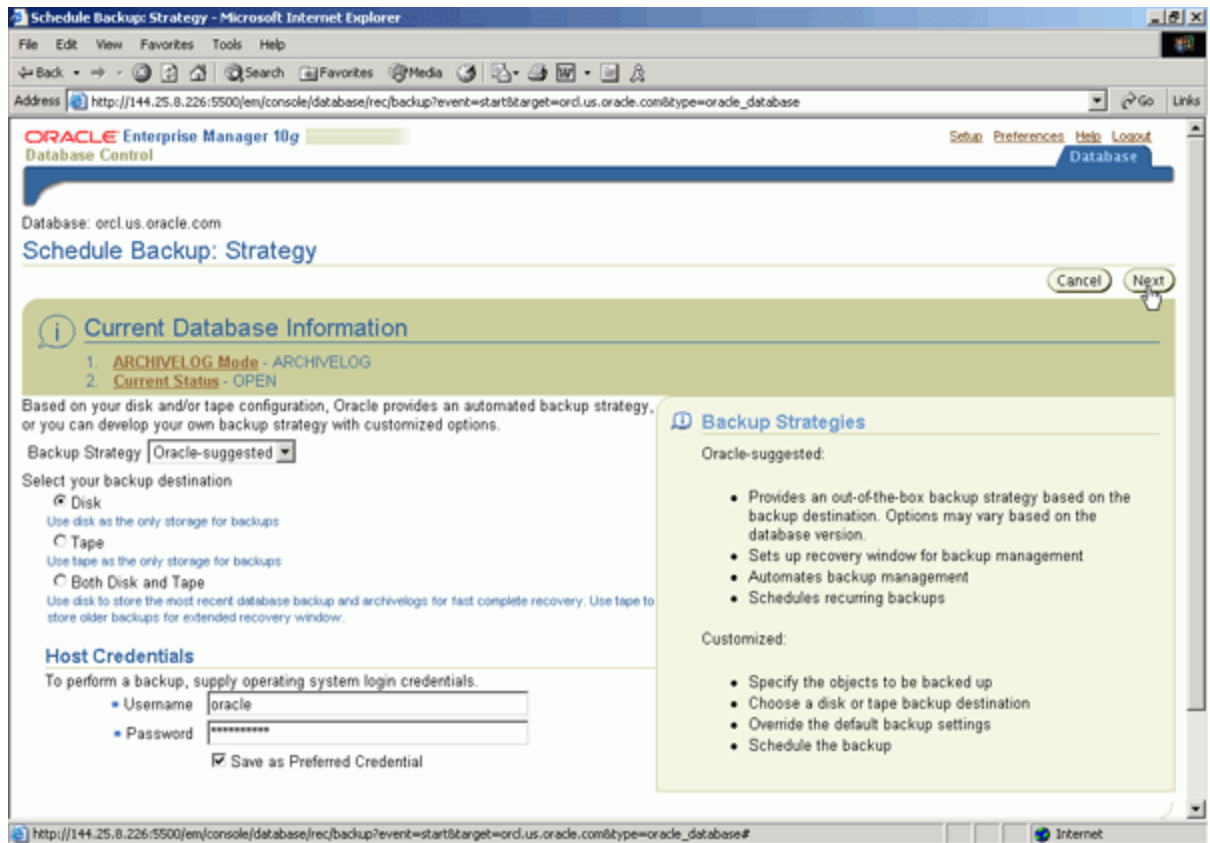 Schedule Backup: Strategy - Microsoft Internet Explorer
File Edit View Favorites Tools Help
Back Search Favorites Media
Address http://144.25.8.226:5500/em/console/database/rec/backup?event=start&target=orcl.us.oracle.com&type=oracle_database Go Links
ORACLE Enterprise Manager 10g
Database Control
Setup Preferences Help Logout
Database
Database: orcl.us.oracle.com
Schedule Backup: Strategy
Cancel Next
Current Database Information
1. ARCHIVELOG Mode - ARCHIVELOG
2. Current Status - OPEN
Based on your disk and/or tape configuration, Oracle provides an automated backup strategy,
or you can develop your own backup strategy with customized options.
Backup Strategy Oracle-suggested
Select your backup destination
Disk
Use disk as the only storage for backups
Tape
Use tape as the only storage for backups
Both Disk and Tape
Use disk to store the most recent database backup and archivelogs for fast complete recovery. Use tape to
store older backups for extended recovery window.
Host Credentials
To perform a backup, supply operating system login credentials.
Username oracle
Password **********
Save as Preferred Credential
Backup Strategies
Oracle-suggested:
• Provides an out-of-the-box backup strategy based on the
backup destination. Options may vary based on the
database version.
• Sets up recovery window for backup management
• Automates backup management
• Schedules recurring backups
Customized:
• Specify the objects to be backed up
• Choose a disk or tape backup destination
• Override the default backup settings
• Schedule the backup
http://144.25.8.226:5500/em/console/database/rec/backup?event=start&target=orcl.us.oracle.com&type=oracle_database# Internet